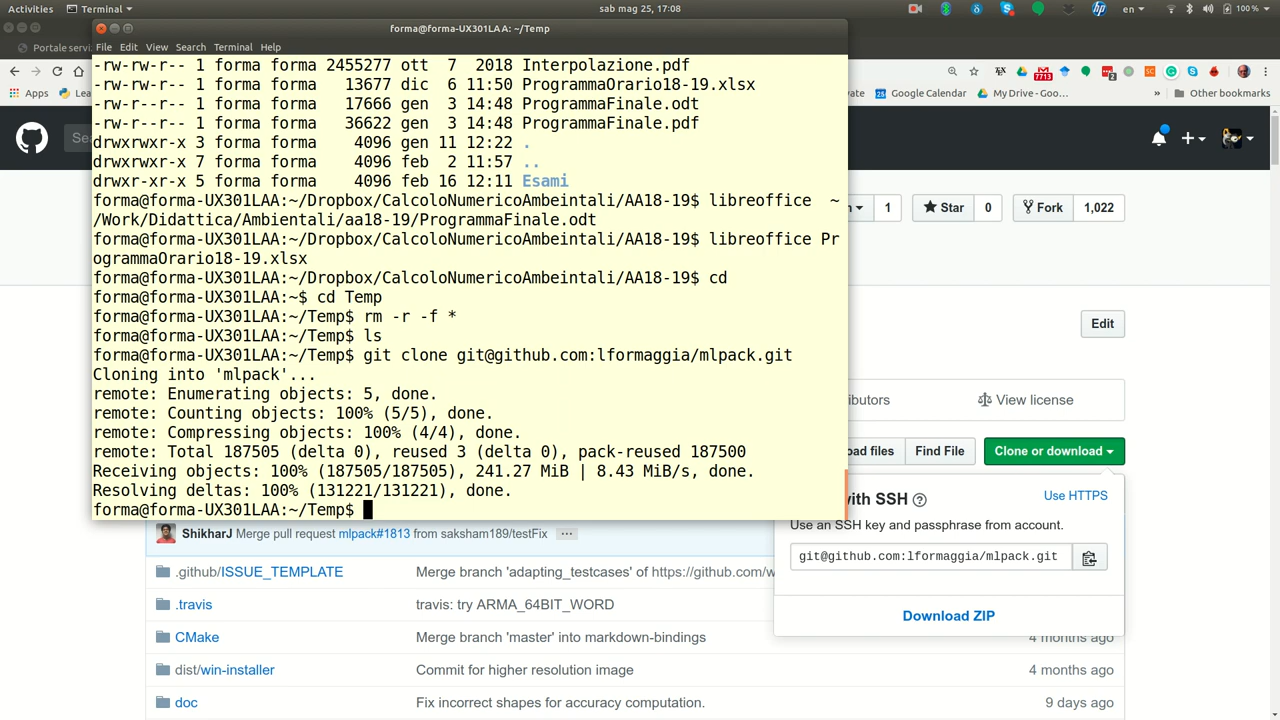 Activities Terminal sab mag 25, 17:08 en 100 %
forma@forma-UX301LAA: ~/Temp
Portale servi
File Edit View Search Terminal Help
-rw-rw-r-- 1 forma forma 2455277 ott 7 2018 Interpolazione.pdf
-rw-rw-r-- 1 forma forma 13677 dic 6 11:50 ProgrammaOrario18-19.xlsx
-rw-r--r-- 1 forma forma 17666 gen 3 14:48 ProgrammaFinale.odt
-rw-r--r-- 1 forma forma 36622 gen 3 14:48 ProgrammaFinale.pdf
drwxrwxr-x 3 forma forma 4096 gen 11 12:22 .
drwxrwxr-x 7 forma forma 4096 feb 2 11:57 ..
drwxr-xr-x 5 forma forma 4096 feb 16 12:11 Esami
forma@forma-UX301LAA:~/Dropbox/CalcoloNumericoAmbeintali/AA18-19$ libreoffice ~
/Work/Didattica/Ambientali/aa18-19/ProgrammaFinale.odt
forma@forma-UX301LAA:~/Dropbox/CalcoloNumericoAmbeintali/AA18-19$ libreoffice Pr
ogrammaOrario18-19.xlsx
forma@forma-UX301LAA:~/Dropbox/CalcoloNumericoAmbeintali/AA18-19$ cd
forma@forma-UX301LAA:~$ cd Temp
forma@forma-UX301LAA:~/Temp$ rm -r -f *
forma@forma-UX301LAA:~/Temp$ ls
forma@forma-UX301LAA:~/Temp$ git clone git@github.com:lformaggia/mlpack.git
Cloning into 'mlpack'...
remote: Enumerating objects: 5, done.
remote: Counting objects: 100% (5/5), done.
remote: Compressing objects: 100% (4/4), done.
remote: Total 187505 (delta 0), reused 3 (delta 0), pack-reused 187500
Receiving objects: 100% (187505/187505), 241.27 MiB | 8.43 MiB/s, done.
Resolving deltas: 100% (131221/131221), done.
forma@forma-UX301LAA:~/Temp$
7713 2 SC
Apps Lea vate 28 Google Calendar My Drive - Goo... » Other bookmarks
Se
n 1 Star 0 Fork 1,022
Edit
ibutors View license
oad files Find File Clone or download
with SSH Use HTTPS
Use an SSH key and passphrase from account.
git@github.com:lformaggia/mlpack.git
Download ZIP
ShikharJ Merge pull request mlpack#1813 from saksham189/testFix ...
.github/ISSUE_TEMPLATE Merge branch 'adapting_testcases' of https://github.com/w
.travis travis: try ARMA_64BIT_WORD
CMake Merge branch 'master' into markdown-bindings 4 months ago
dist/win-installer Commit for higher resolution image 4 months ago
doc Fix incorrect shapes for accuracy computation. 9 days ago